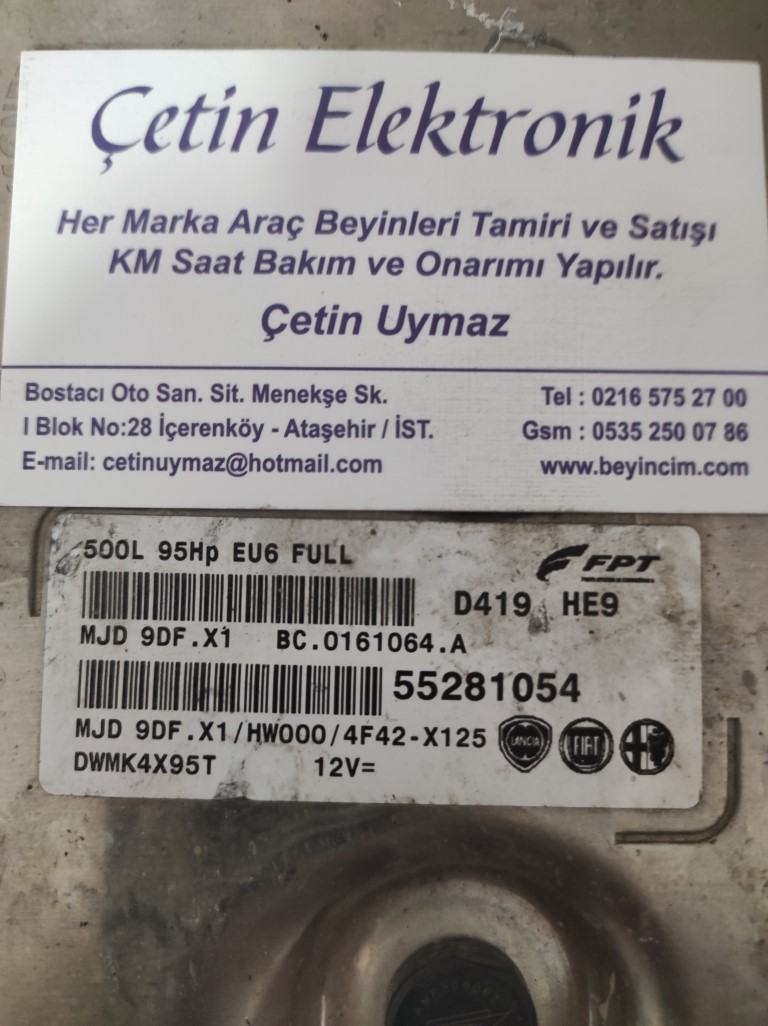 Çetin Elektronik
Her Marka Araç Beyinleri Tamiri ve Satışı
KM Saat Bakım ve Onarımı Yapılır.
Çetin Uymaz
Bostacı Oto San. Sit. Menekşe Sk.
I Blok No:28 İçerenköy - Ataşehir / İST.
E-mail: cetinuymaz@hotmail.com
Tel : 0216 575 27 00
Gsm : 0535 250 07 86
www.beyincim.com
500L 95Hp EU6 FULL
FPT
D419 HE9
MJD 9DF.X1 BC.0161064.A
55281054
MJD 9DF.X1/HW000/4F42-X125
LANCIA
FIAT
DWMK4X95T 12V=